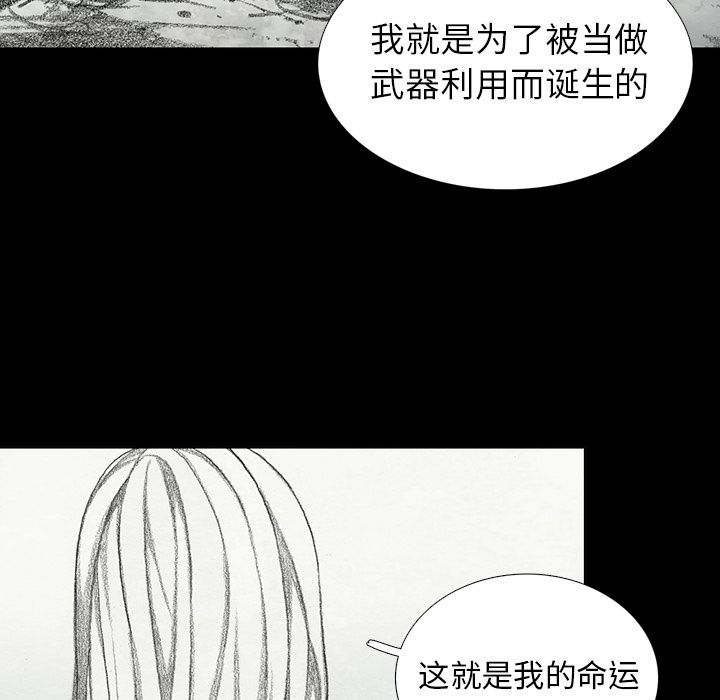 我就是为了被当做
武器利用而诞生的
这就是我的命运